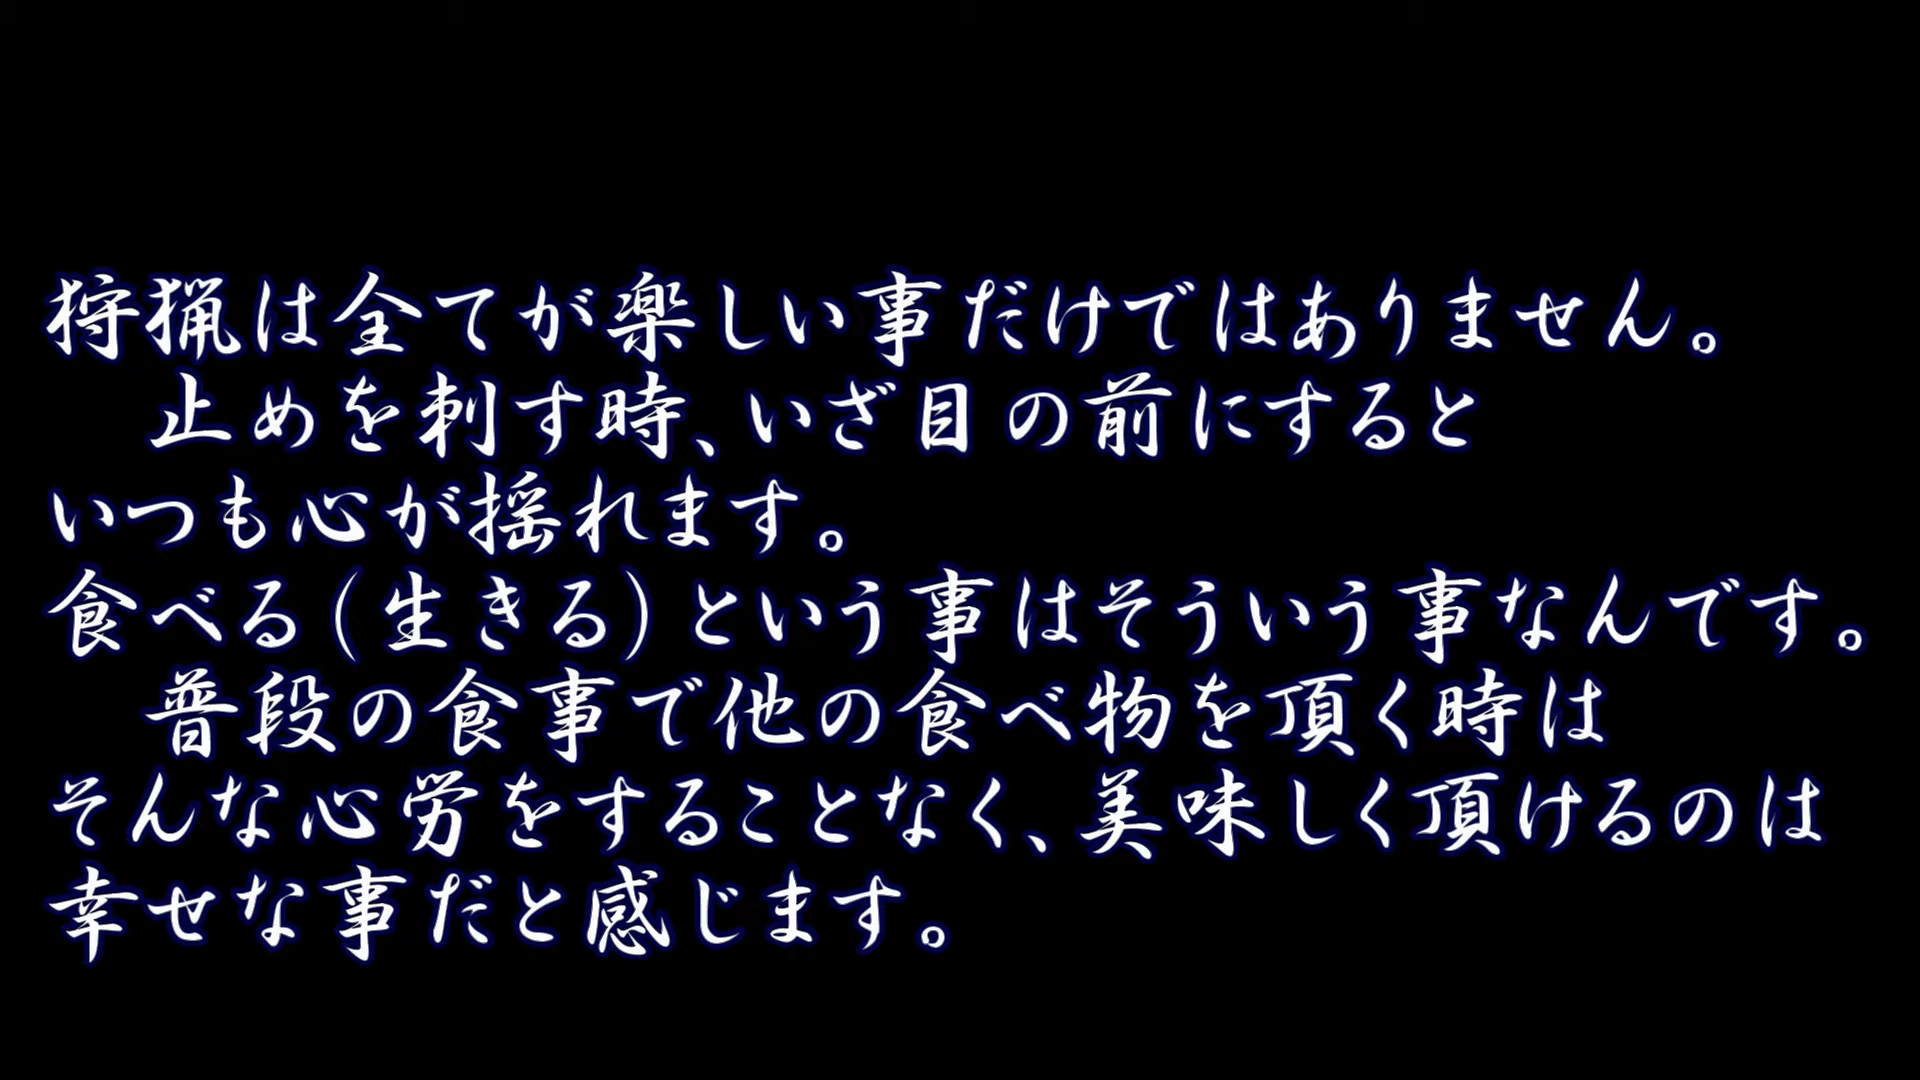 狩猟は全てが楽しい事だけではありません。
止めを刺す時、いざ目の前にすると
いつも心が揺れます。
食べる(生きる)という事はそういう事なんです。
普段の食事で他の食べ物を頂く時は
そんな心労をすることなく、美味しく頂けるのは
幸せな事だと感じます。